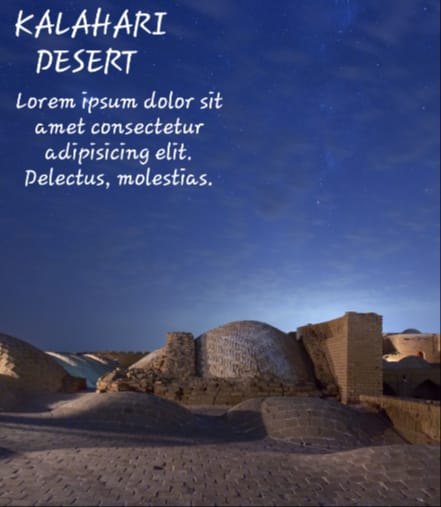 KALAHARI
DESERT
Lorem ipsum dolor sit
amet consectetur
adipisicing elit.
Delectus, molestias.